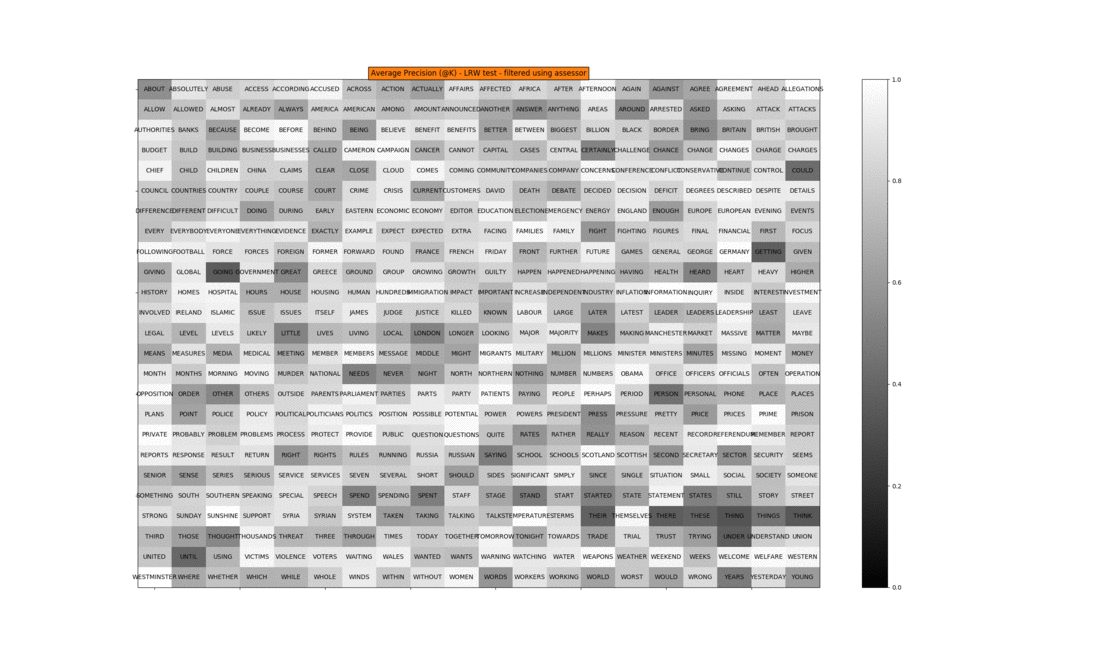 Average Precision (@K) - LRW test - filtered using assessor
ABOUT ABSOLUTELY ABUSE ACCESS ACCORDING ACCUSED ACROSS ACTION ACTUALLY AFFAIRS AFFECTED AFRICA AFTER AFTERNOON AGAIN AGAINST AGREE AGREEMENT AHEAD ALLEGATIONS
ALLOW ALLOWED ALMOST ALREADY ALWAYS AMERICA AMERICAN AMONG AMOUNT ANNOUNCED ANOTHER ANSWER ANYTHING AREAS AROUND ARRESTED ASKED ASKING ATTACK ATTACKS
AUTHORITIES BANKS BECAUSE BECOME BEFORE BEHIND BEING BELIEVE BENEFIT BENEFITS BETTER BETWEEN BIGGEST BILLION BLACK BORDER BRING BRITAIN BRITISH BROUGHT
BUDGET BUILD BUILDING BUSINESS BUSINESSES CALLED CAMERON CAMPAIGN CANCER CANNOT CAPITAL CASES CENTRAL CERTAINLY CHALLENGE CHANCE CHANGE CHANGES CHARGE CHARGES
CHIEF CHILD CHILDREN CHINA CLAIMS CLEAR CLOSE CLOUD COMES COMING COMMUNITY COMPANIES COMPANY CONCERNS CONFERENCE CONFLICT CONSERVATIVE CONTINUE CONTROL COULD
COUNCIL COUNTRIES COUNTRY COUPLE COURSE COURT CRIME CRISIS CURRENT CUSTOMERS DAVID DEATH DEBATE DECIDED DECISION DEFICIT DEGREES DESCRIBED DESPITE DETAILS
DIFFERENCE DIFFERENT DIFFICULT DOING DURING EARLY EASTERN ECONOMIC ECONOMY EDITOR EDUCATION ELECTION EMERGENCY ENERGY ENGLAND ENOUGH EUROPE EUROPEAN EVENING EVENTS
EVERY EVERYBODY EVERYONE EVERYTHING EVIDENCE EXACTLY EXAMPLE EXPECT EXPECTED EXTRA FACING FAMILIES FAMILY FIGHT FIGHTING FIGURES FINAL FINANCIAL FIRST FOCUS
FOLLOWING FOOTBALL FORCE FORCES FOREIGN FORMER FORWARD FOUND FRANCE FRENCH FRIDAY FRONT FURTHER FUTURE GAMES GENERAL GEORGE GERMANY GETTING GIVEN
GIVING GLOBAL GOING GOVERNMENT GREAT GREECE GROUND GROUP GROWING GROWTH GUILTY HAPPEN HAPPENED HAPPENING HAVING HEALTH HEARD HEART HEAVY HIGHER
HISTORY HOMES HOSPITAL HOURS HOUSE HOUSING HUMAN HUNDREDS IMMIGRATION IMPACT IMPORTANT INCREASE INDEPENDENT INDUSTRY INFLATION INFORMATION INQUIRY INSIDE INTEREST INVESTMENT
INVOLVED IRELAND ISLAMIC ISSUE ISSUES ITSELF JAMES JUDGE JUSTICE KILLED KNOWN LABOUR LARGE LATER LATEST LEADER LEADERS LEADERSHIP LEAST LEAVE
LEGAL LEVEL LEVELS LIKELY LITTLE LIVES LIVING LOCAL LONDON LONGER LOOKING MAJOR MAJORITY MAKES MAKING MANCHESTER MARKET MASSIVE MATTER MAYBE
MEANS MEASURES MEDIA MEDICAL MEETING MEMBER MEMBERS MESSAGE MIDDLE MIGHT MIGRANTS MILITARY MILLION MILLIONS MINISTER MINISTERS MINUTES MISSING MOMENT MONEY
MONTH MONTHS MORNING MOVING MURDER NATIONAL NEEDS NEVER NIGHT NORTH NORTHERN NOTHING NUMBER NUMBERS OBAMA OFFICE OFFICERS OFFICIALS OFTEN OPERATION
OPPOSITION ORDER OTHER OTHERS OUTSIDE PARENTS PARLIAMENT PARTIES PARTS PARTY PATIENTS PAYING PEOPLE PERHAPS PERIOD PERSON PERSONAL PHONE PLACE PLACES
PLANS POINT POLICE POLICY POLITICAL POLITICIANS POLITICS POSITION POSSIBLE POTENTIAL POWER POWERS PRESIDENT PRESS PRESSURE PRETTY PRICE PRICES PRIME PRISON
PRIVATE PROBABLY PROBLEM PROBLEMS PROCESS PROTECT PROVIDE PUBLIC QUESTION QUESTIONS QUITE RATES RATHER REALLY REASON RECENT RECORD REFERENDUM REMEMBER REPORT
REPORTS RESPONSE RESULT RETURN RIGHT RIGHTS RULES RUNNING RUSSIA RUSSIAN SAYING SCHOOL SCHOOLS SCOTLAND SCOTTISH SECOND SECRETARY SECTOR SECURITY SEEMS
SENIOR SENSE SERIES SERIOUS SERVICE SERVICES SEVEN SEVERAL SHORT SHOULD SIDES SIGNIFICANT SIMPLY SINCE SINGLE SITUATION SMALL SOCIAL SOCIETY SOMEONE
SOMETHING SOUTH SOUTHERN SPEAKING SPECIAL SPEECH SPEND SPENDING SPENT STAFF STAGE STAND START STARTED STATE STATEMENT STATES STILL STORY STREET
STRONG SUNDAY SUNSHINE SUPPORT SYRIA SYRIAN SYSTEM TAKEN TAKING TALKING TALKS TEMPERATURES TERMS THEIR THEMSELVES THERE THESE THING THINGS THINK
THIRD THOSE THOUGHT THOUSANDS THREAT THREE THROUGH TIMES TODAY TOGETHER TOMORROW TONIGHT TOWARDS TRADE TRIAL TRUST TRYING UNDER UNDERSTAND UNION
UNITED UNTIL USING VICTIMS VIOLENCE VOTERS WAITING WALES WANTED WANTS WARNING WATCHING WATER WEAPONS WEATHER WEEKEND WEEKS WELCOME WELFARE WESTERN
WESTMINSTER WHERE WHETHER WHICH WHILE WHOLE WINDS WITHIN WITHOUT WOMEN WORDS WORKERS WORKING WORLD WORST WOULD WRONG YEARS YESTERDAY YOUNG
1.0
0.8
0.6
0.4
0.2
0.0